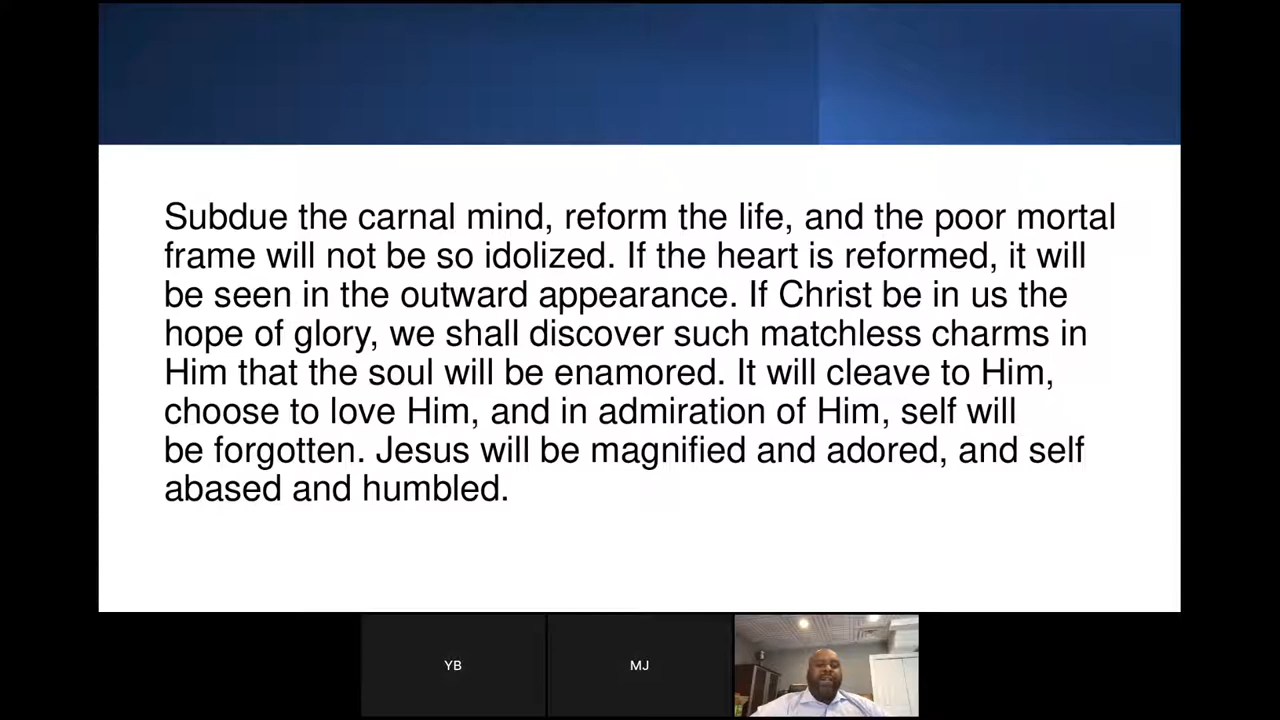 Subdue the carnal mind, reform the life, and the poor mortal
frame will not be so idolized. If the heart is reformed, it will
be seen in the outward appearance. If Christ be in us the
hope of glory, we shall discover such matchless charms in
Him that the soul will be enamored. It will cleave to Him,
choose to love Him, and in admiration of Him, self will
be forgotten. Jesus will be magnified and adored, and self
abased and humbled.
YB
MJ